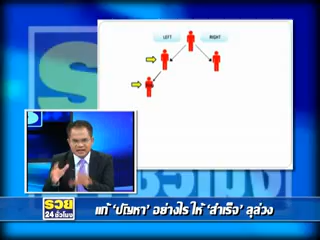 LEFT
RIGHT
รวย
24 ชั่วโมง
แก้ 'ปัญหา' อย่างไร ให้ 'สำเร็จ' ลุล่วง